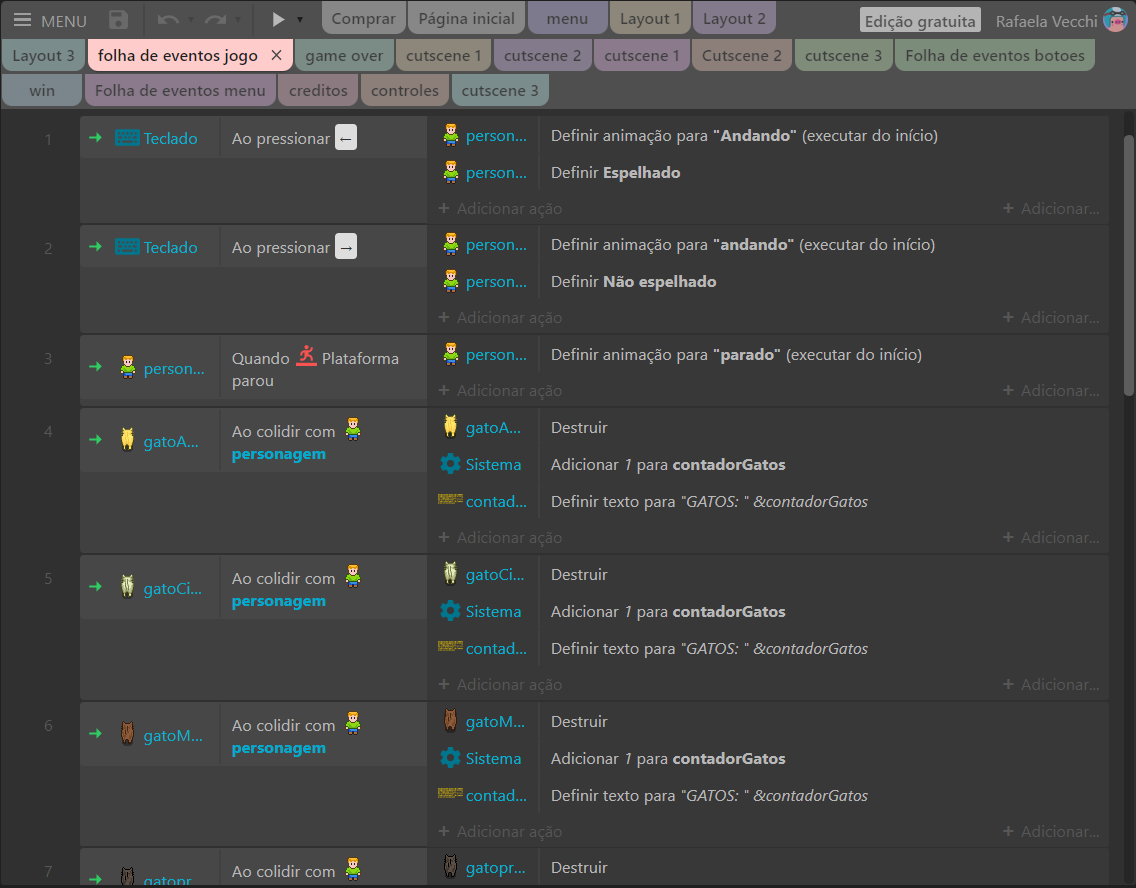 MENU Comprar Página inicial menu Layout 1 Layout 2 Edição gratuita Rafaela Vecchi
Layout 3 folha de eventos jogo × game over cutscene 1 cutscene 2 cutscene 1 Cutscene 2 cutscene 3 Folha de eventos botoes
win Folha de eventos menu creditos controles cutscene 3
1 Teclado Ao pressionar ← person... Definir animação para "Andando" (executar do início)
person... Definir Espelhado
+ Adicionar ação + Adicionar...
2 Teclado Ao pressionar → person... Definir animação para "andando" (executar do início)
person... Definir Não espelhado
+ Adicionar ação + Adicionar...
3 person... Quando Plataforma parou person... Definir animação para "parado" (executar do início)
+ Adicionar ação + Adicionar...
4 gatoA... Ao colidir com personagem gatoA... Destruir
Sistema Adicionar 1 para contadorGatos
contad... Definir texto para "GATOS: " &contadorGatos
+ Adicionar ação + Adicionar...
5 gatoCi... Ao colidir com personagem gatoCi... Destruir
Sistema Adicionar 1 para contadorGatos
contad... Definir texto para "GATOS: " &contadorGatos
+ Adicionar ação + Adicionar...
6 gatoM... Ao colidir com personagem gatoM... Destruir
Sistema Adicionar 1 para contadorGatos
contad... Definir texto para "GATOS: " &contadorGatos
+ Adicionar ação + Adicionar...
7 gatopr... Ao colidir com gatopr... Destruir